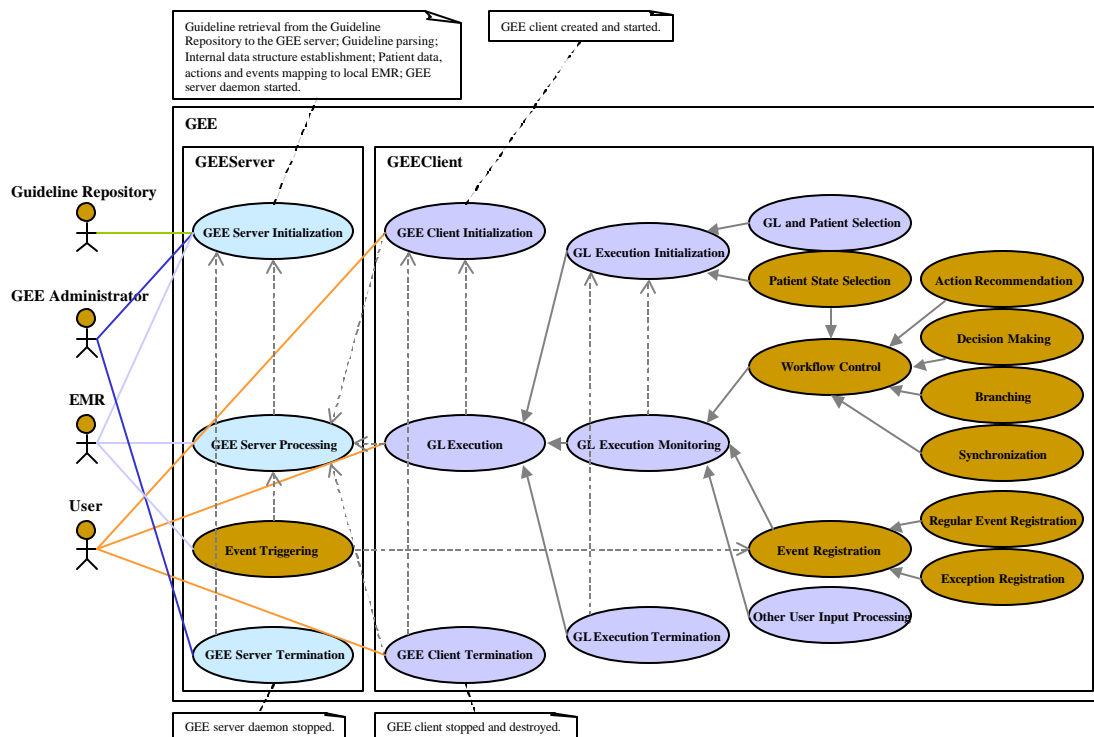 Guideline retrieval from the Guideline
Repository to the GEE server; Guideline parsing;
Internal data structure establishment; Patient data,
actions and events mapping to local EMR; GEE
server daemon started.
GEE client created and started.
GEE
GEEServer
GEEClient
Guideline Repository
GEE Administrator
EMR
User
GEE Server Initialization
GEE Server Processing
Event Triggering
GEE Server Termination
GEE Client Initialization
GL Execution
GEE Client Termination
GL Execution Initialization
GL Execution Monitoring
GL Execution Termination
GL and Patient Selection
Patient State Selection
Workflow Control
Event Registration
Other User Input Processing
Action Recommendation
Decision Making
Branching
Synchronization
Regular Event Registration
Exception Registration
GEE server daemon stopped.
GEE client stopped and destroyed.